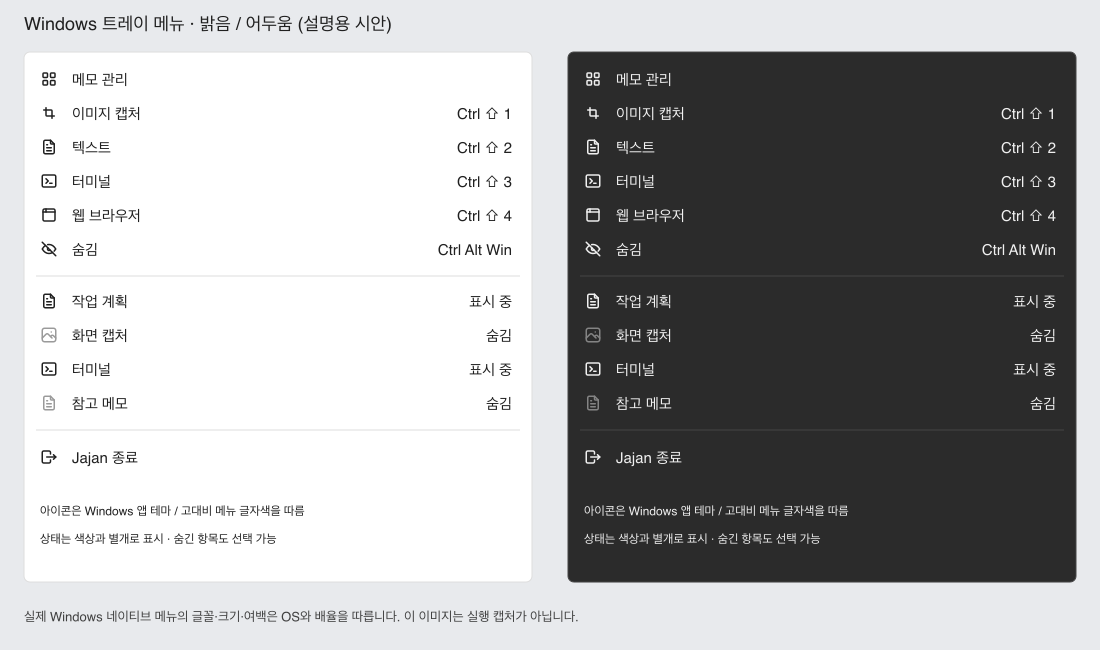 Windows 트레이 메뉴 · 밝음 / 어두움 (설명용 시안)
메모 관리
이미지 캡처 Ctrl ⇧ 1
텍스트 Ctrl ⇧ 2
터미널 Ctrl ⇧ 3
웹 브라우저 Ctrl ⇧ 4
숨김 Ctrl Alt Win
작업 계획 표시 중
화면 캡처 숨김
터미널 표시 중
참고 메모 숨김
Jajan 종료
아이콘은 Windows 앱 테마 / 고대비 메뉴 글자색을 따름
상태는 색상과 별개로 표시 · 숨긴 항목도 선택 가능
메모 관리
이미지 캡처 Ctrl ⇧ 1
텍스트 Ctrl ⇧ 2
터미널 Ctrl ⇧ 3
웹 브라우저 Ctrl ⇧ 4
숨김 Ctrl Alt Win
작업 계획 표시 중
화면 캡처 숨김
터미널 표시 중
참고 메모 숨김
Jajan 종료
아이콘은 Windows 앱 테마 / 고대비 메뉴 글자색을 따름
상태는 색상과 별개로 표시 · 숨긴 항목도 선택 가능
실제 Windows 네이티브 메뉴의 글꼴·크기·여백은 OS와 배율을 따릅니다. 이 이미지는 실행 캡처가 아닙니다.